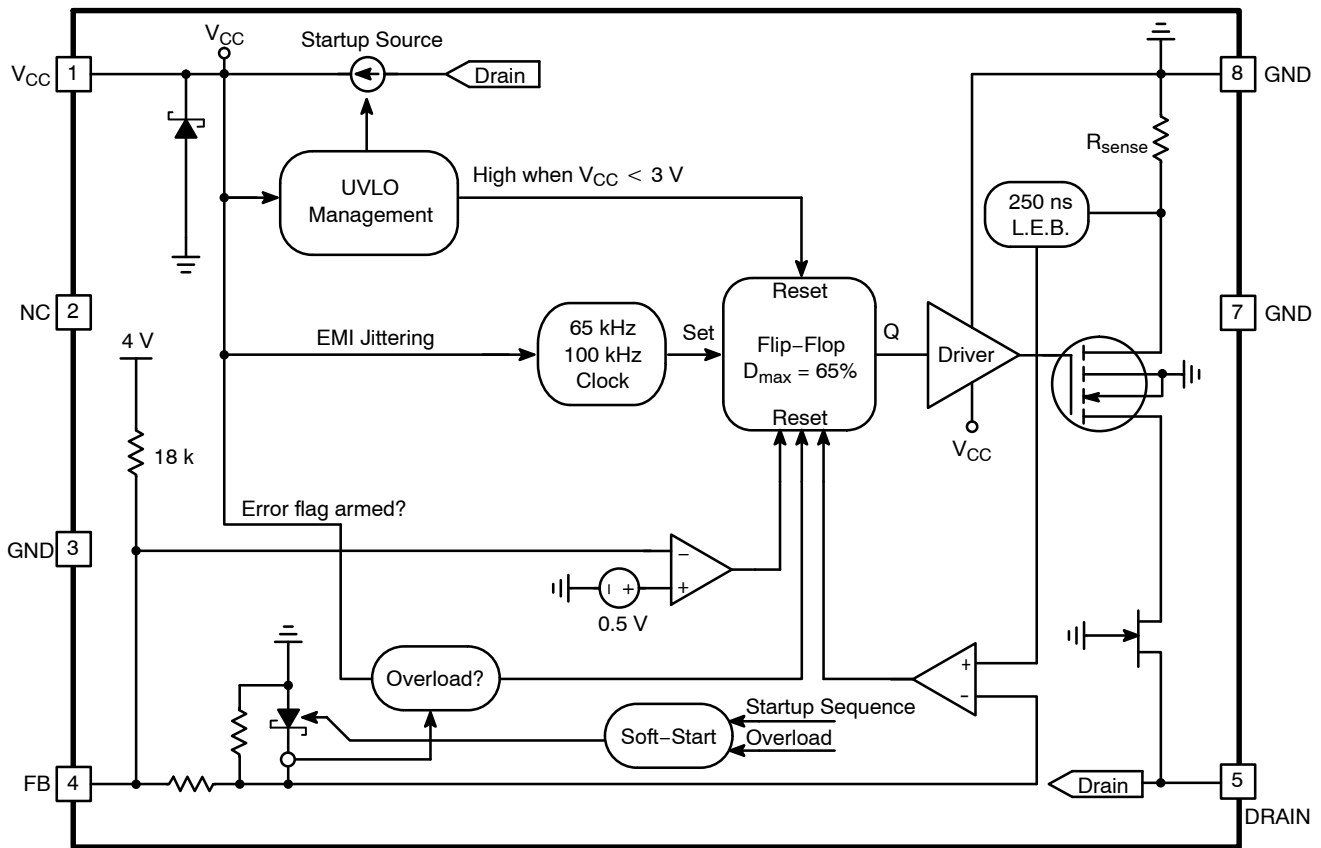 VCC
Startup Source
VCC
1
Drain
8
GND
Rsense
UVLO
Management
High when VCC < 3 V
250 ns
L.E.B.
NC
2
Reset
7
GND
4 V
EMI Jittering
65 kHz
100 kHz
Clock
Set
Flip–Flop
Dmax = 65%
Q
Driver
Reset
VCC
18 k
Error flag armed?
GND
3
–
+
– +
0.5 V
Overload?
+
–
Soft–Start
Startup Sequence
Overload
FB
4
Drain
5
DRAIN